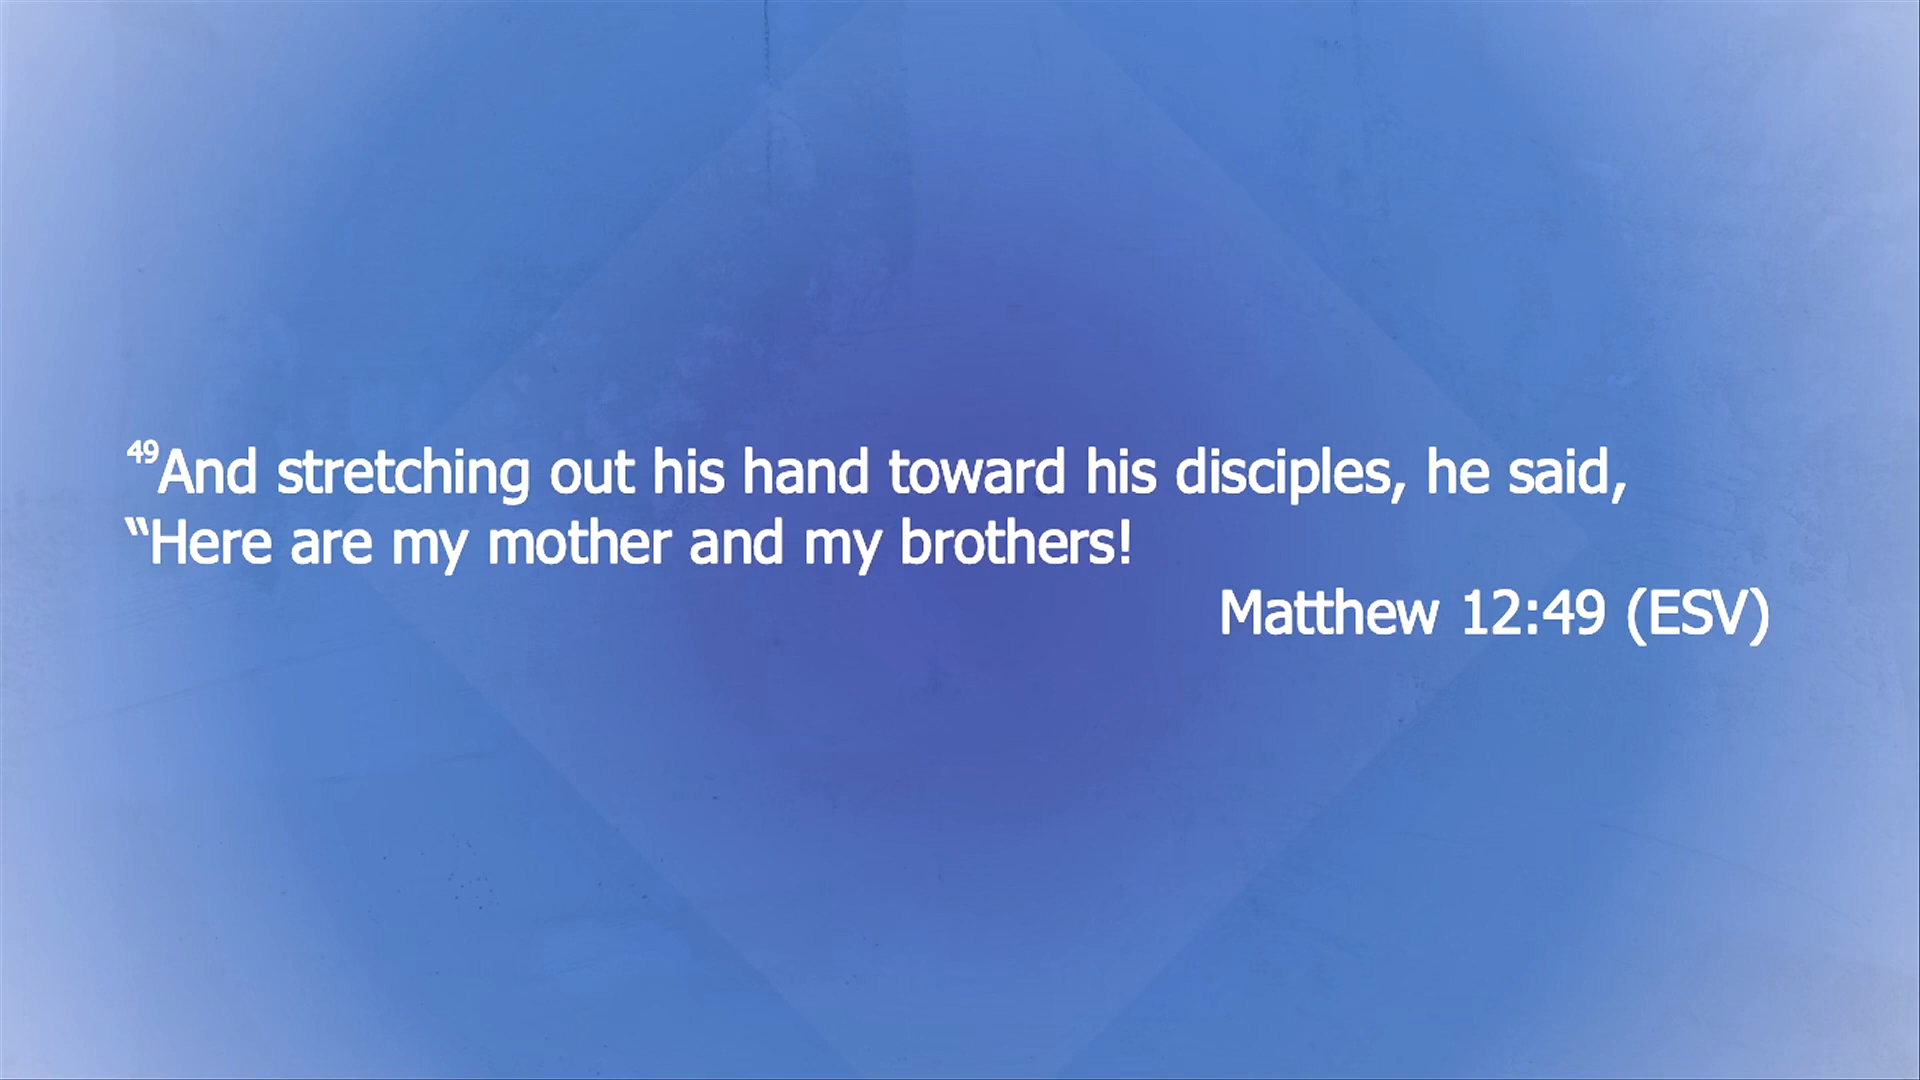 ⁴⁹And stretching out his hand toward his disciples, he said,
“Here are my mother and my brothers!
Matthew 12:49 (ESV)